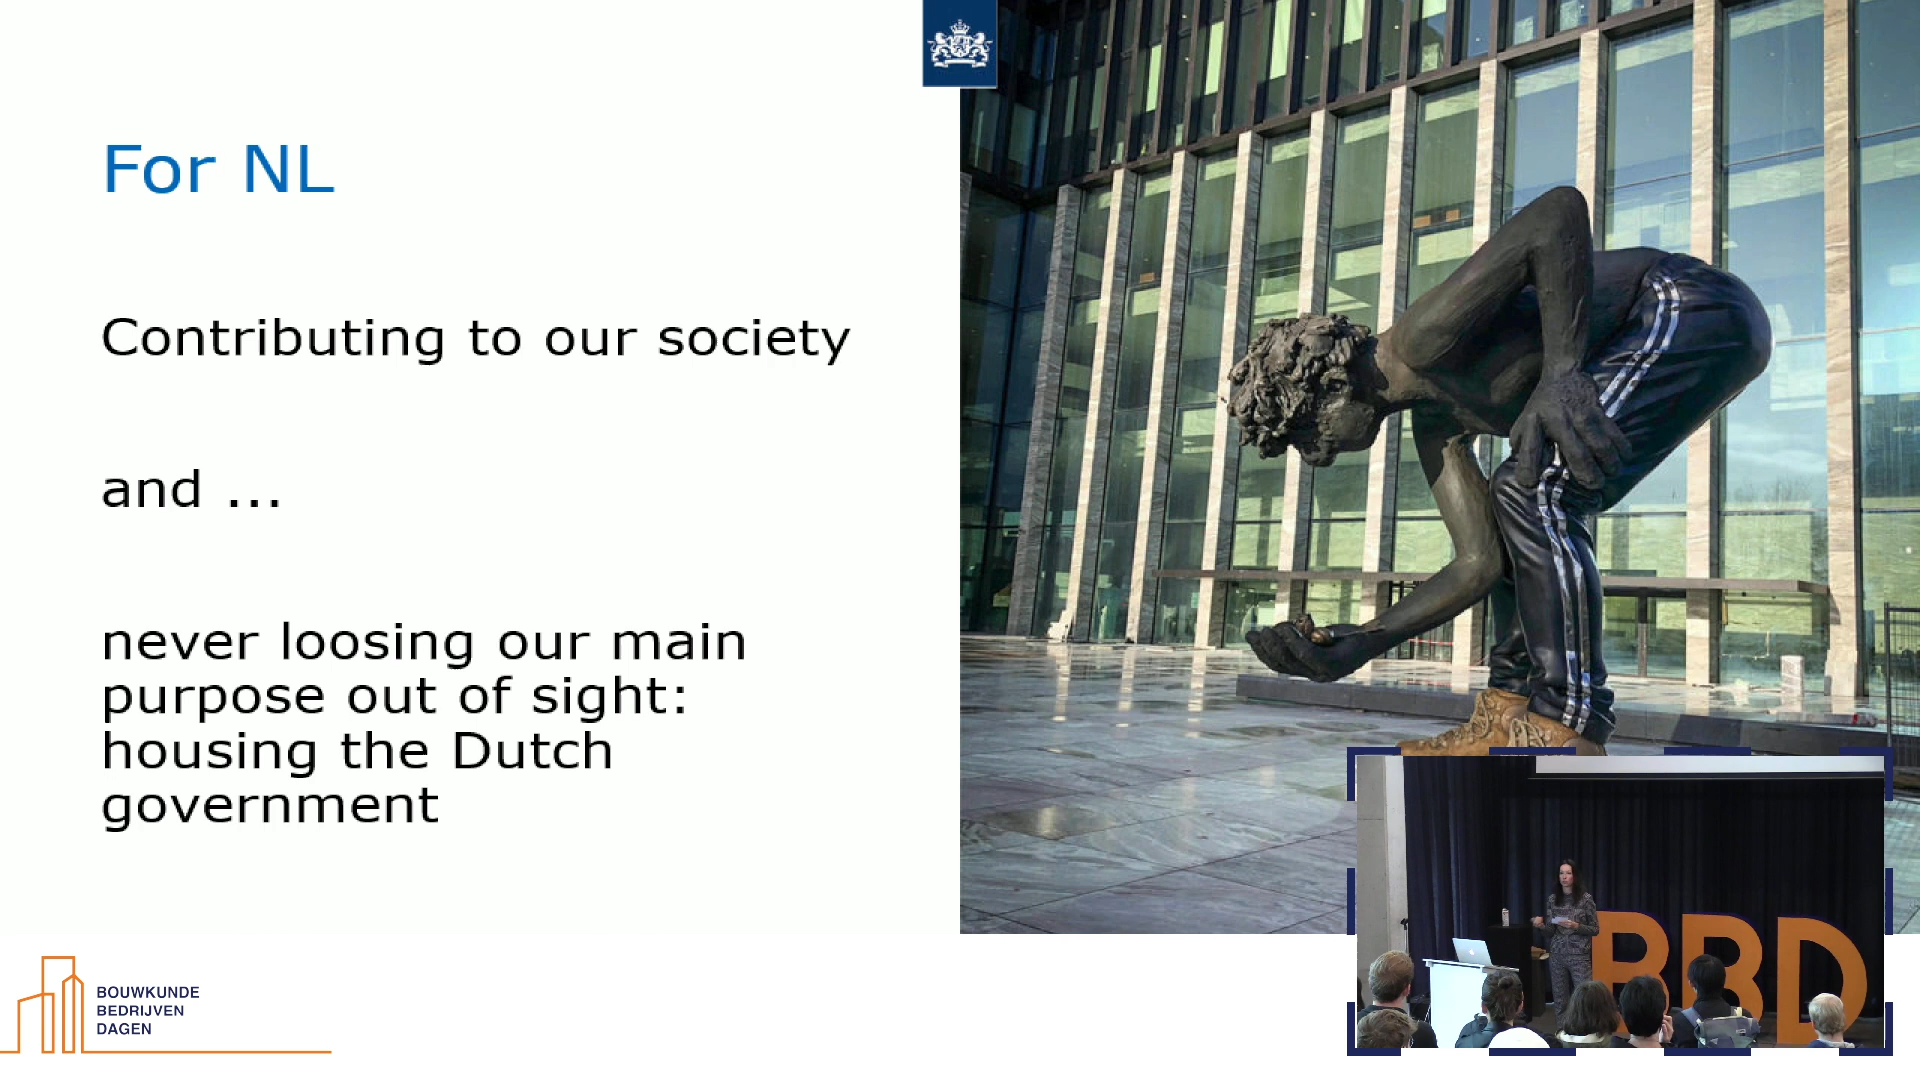 For NL
Contributing to our society
and ...
never loosing our main
purpose out of sight:
housing the Dutch
government
BOUWKUNDE
BEDRIJVEN
DAGEN
BBD